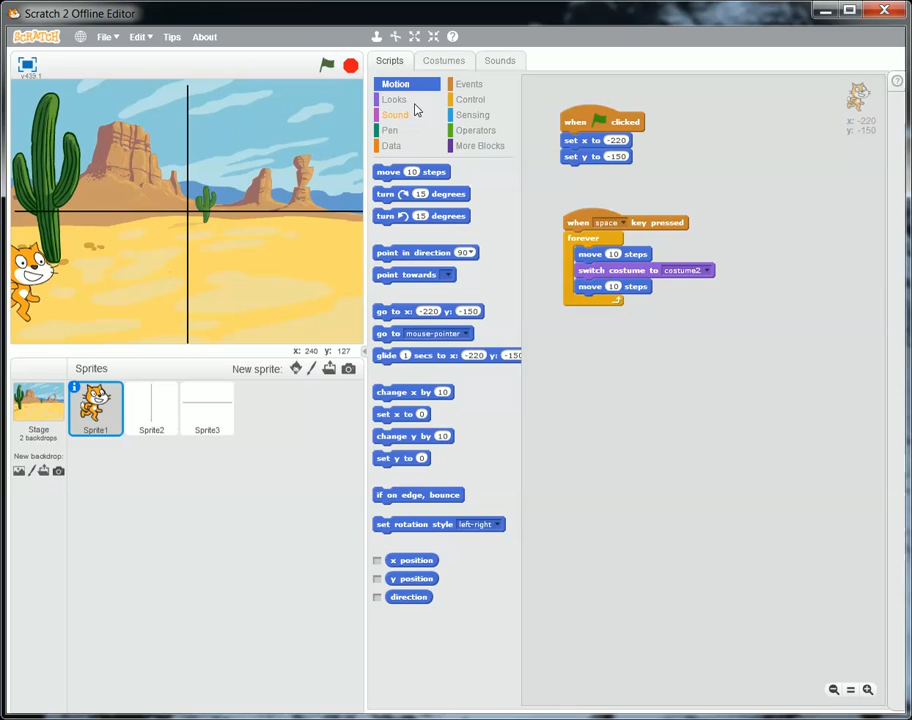 Scratch 2 Offline Editor
SCRATCH File Edit Tips About
v439.1
Scripts Costumes Sounds
Motion Events
Looks Control
Sound Sensing
Pen Operators
Data More Blocks
move 10 steps
turn 15 degrees
turn 15 degrees
point in direction 90
point towards
go to x: -220 y: -150
go to mouse-pointer
glide 1 secs to x: -220 y: -150
change x by 10
set x to 0
change y by 10
set y to 0
if on edge, bounce
set rotation style left-right
x position
y position
direction
when clicked
set x to -220
set y to -150
when space key pressed
forever
move 10 steps
switch costume to costume2
move 10 steps
x: -220
y: -150
x: 240 y: 127
Sprites New sprite:
Stage
2 backdrops
New backdrop:
Sprite1 Sprite2 Sprite3